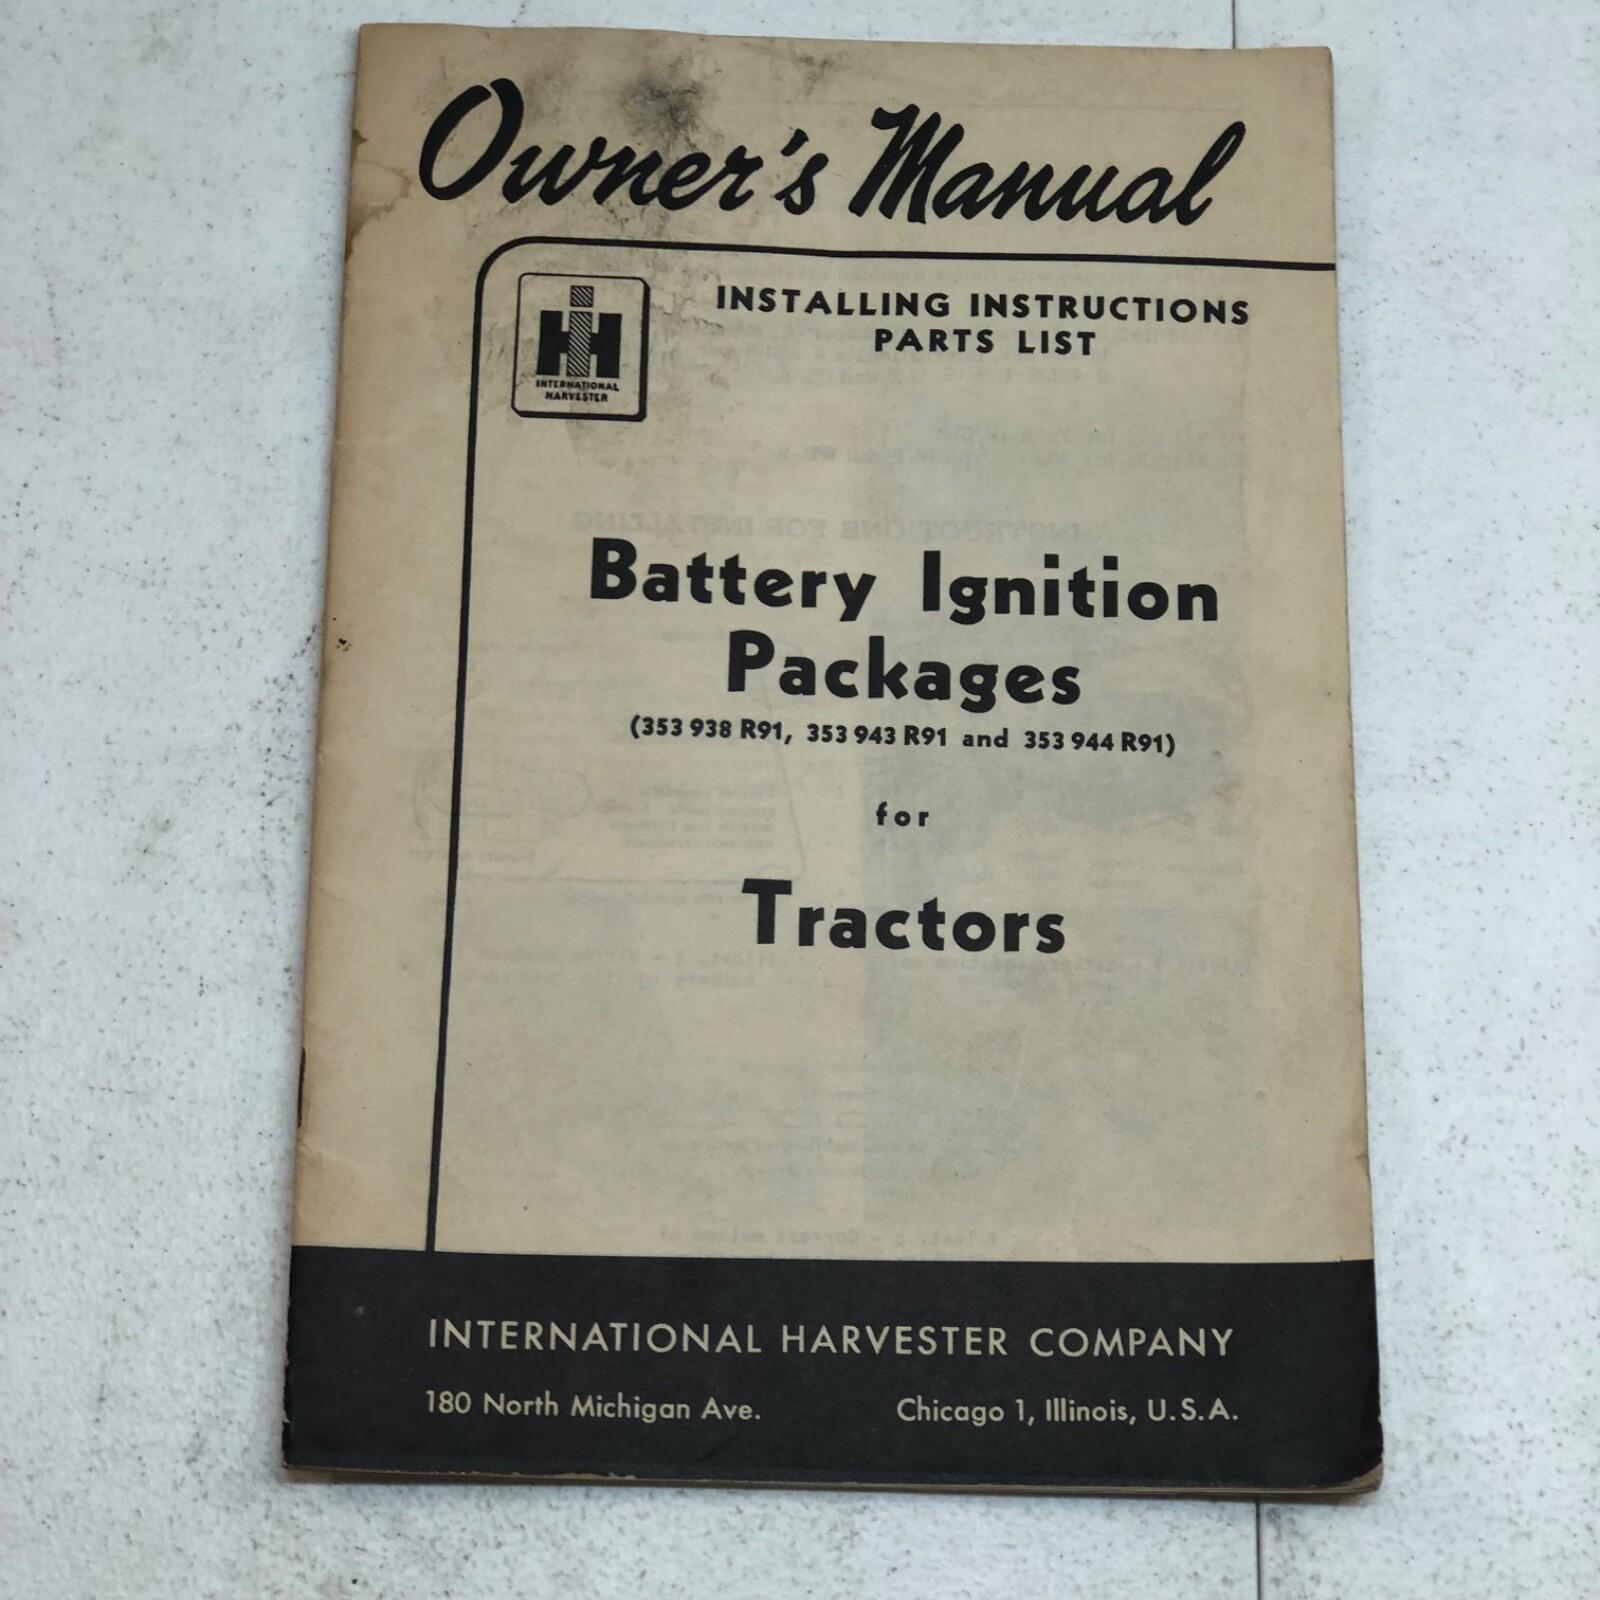 Owner's Manual
INTERNATIONAL
HARVESTER
INSTALLING INSTRUCTIONS
PARTS LIST
Battery Ignition
Packages
(353 938 R91, 353 943 R91 and 353 944 R91)
for
Tractors
INTERNATIONAL HARVESTER COMPANY
180 North Michigan Ave. Chicago 1, Illinois, U.S.A.